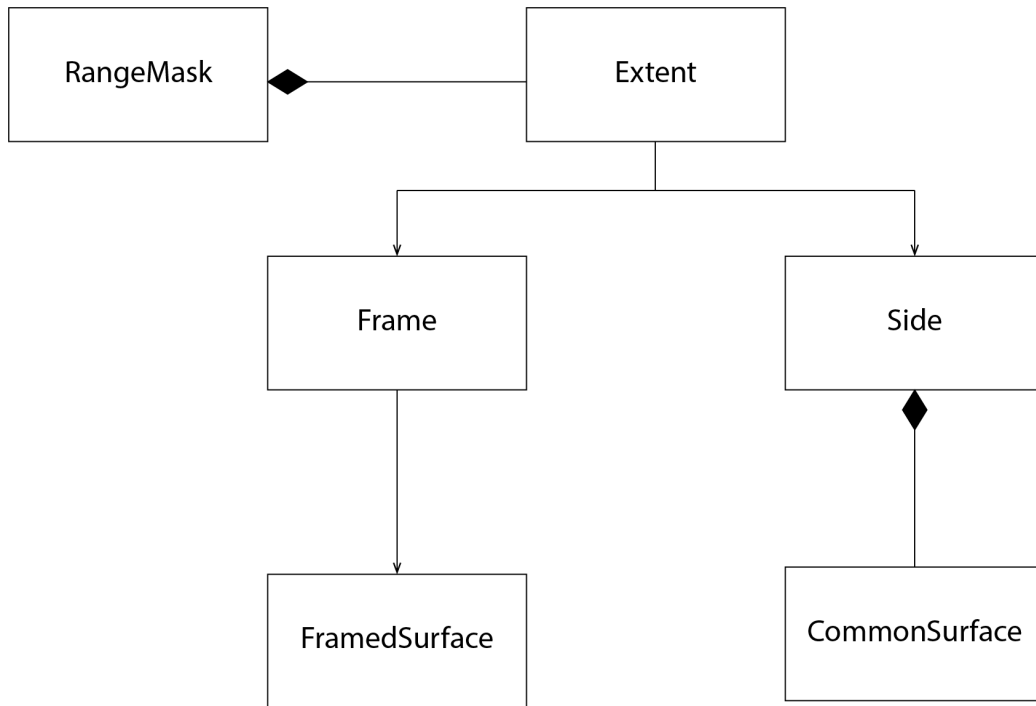 RangeMask
Extent
Frame
Side
FramedSurface
CommonSurface